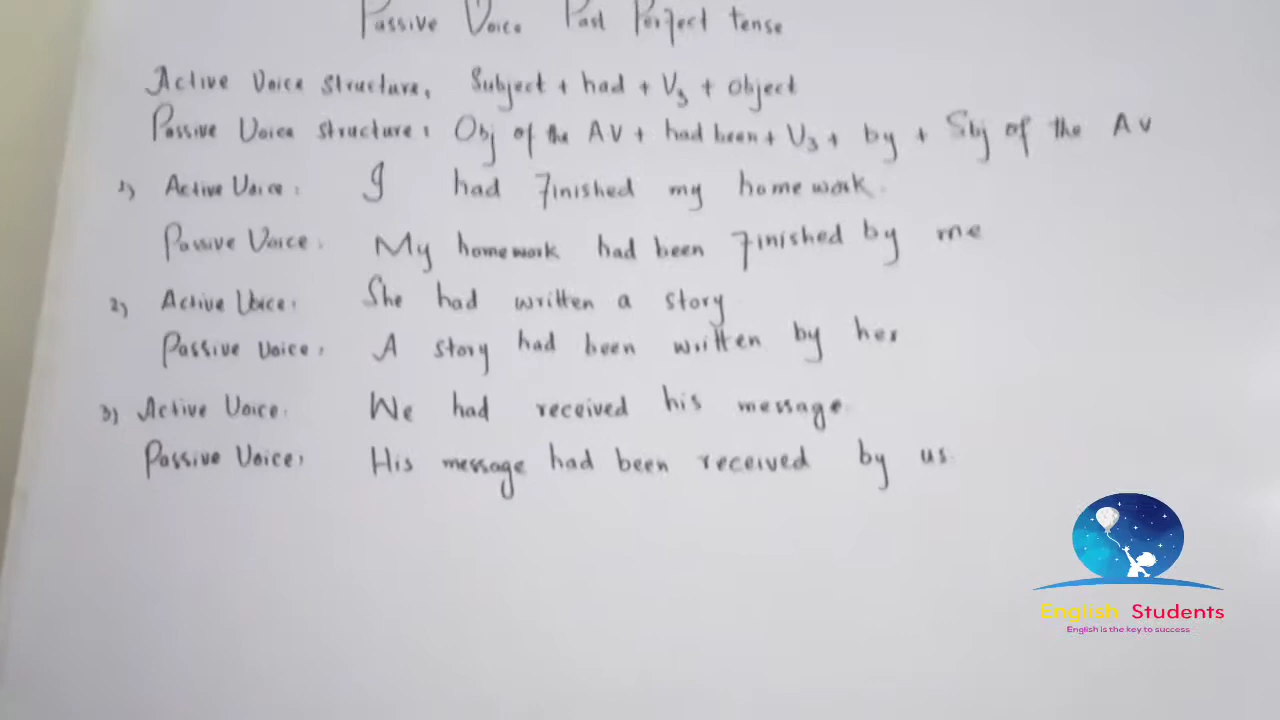 Passive Voice Past Perfect tense
Active Voice structure, Subject + had + V3 + Object
Passive Voice structure: Obj of the AV + had been + V3 + by + Sbj of the AV
1) Active Voice: I had finished my homework.
Passive Voice: My homework had been finished by me
2) Active Voice: She had written a story
Passive Voice: A story had been written by her
3) Active Voice: We had received his message.
Passive Voice: His message had been received by us.
English Students
English is the key to success